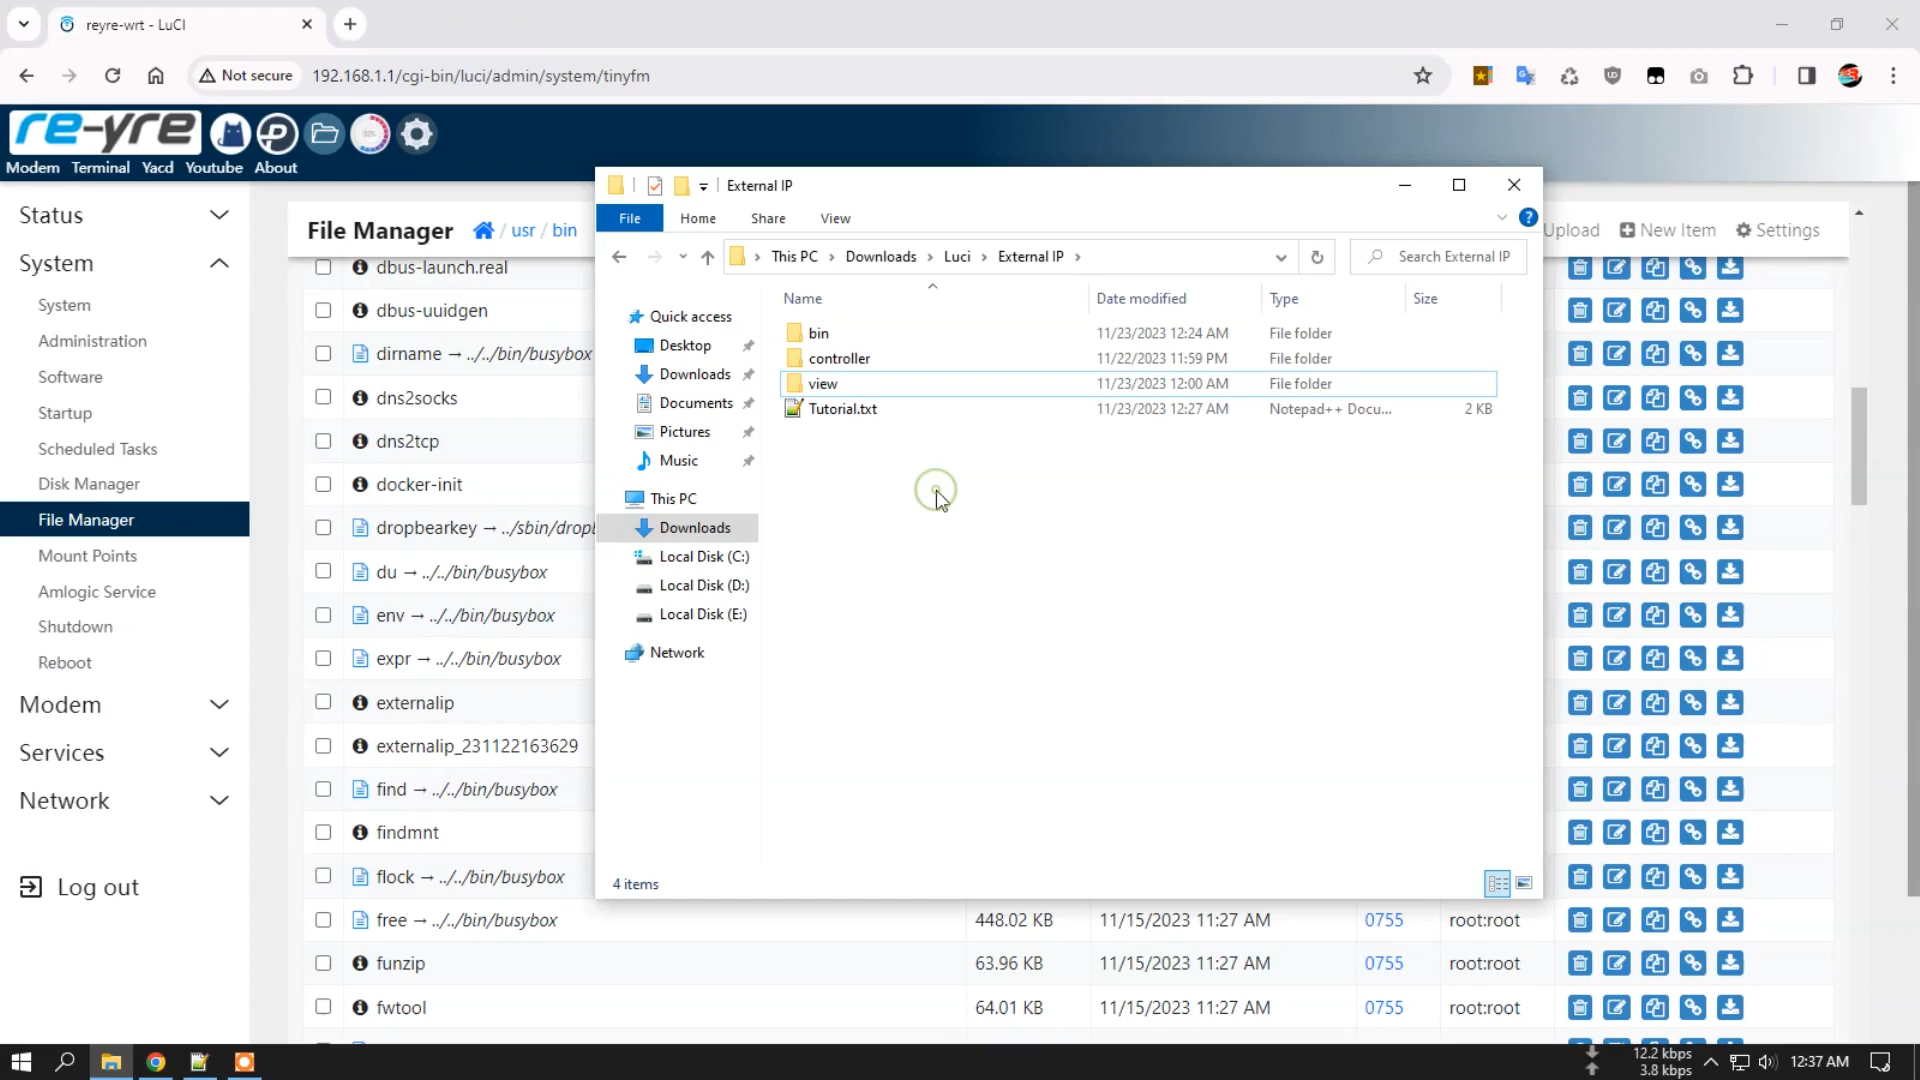 reyre-wrt - LuCI
Not secure
192.168.1.1/cgi-bin/luci/admin/system/tinyfm
re-yre
Modem Terminal Yacd Youtube About
Status
System
System
Administration
Software
Startup
Scheduled Tasks
Disk Manager
File Manager
Mount Points
Amlogic Service
Shutdown
Reboot
Modem
Services
Network
Log out
File Manager / usr / bin
Upload New Item Settings
dbus-launch.real
dbus-uuidgen
dirname → ../../bin/busybox
dns2socks
dns2tcp
docker-init
dropbearkey → ../sbin/drop
du → ../../bin/busybox
env → ../../bin/busybox
expr → ../../bin/busybox
externalip
externalip_231122163629
find → ../../bin/busybox
findmnt
flock → ../../bin/busybox
free → ../../bin/busybox 448.02 KB 11/15/2023 11:27 AM 0755 root:root
funzip 63.96 KB 11/15/2023 11:27 AM 0755 root:root
fwtool 64.01 KB 11/15/2023 11:27 AM 0755 root:root
External IP
File Home Share View
This PC › Downloads › Luci › External IP ›
Search External IP
Quick access
Desktop
Downloads
Documents
Pictures
Music
This PC
Downloads
Local Disk (C:)
Local Disk (D:)
Local Disk (E:)
Network
Name Date modified Type Size
bin 11/23/2023 12:24 AM File folder
controller 11/22/2023 11:59 PM File folder
view 11/23/2023 12:00 AM File folder
Tutorial.txt 11/23/2023 12:27 AM Notepad++ Docu... 2 KB
4 items
12.2 kbps
3.8 kbps
12:37 AM